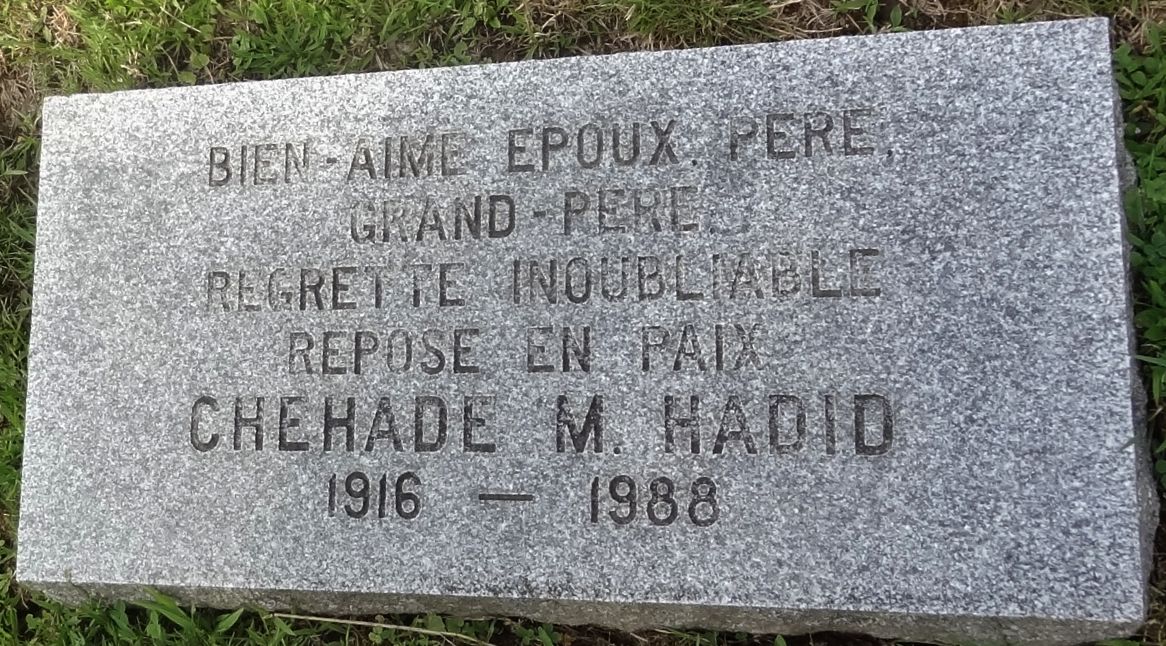 BIEN-AIME EPOUX, PERE,
GRAND-PERE,
REGRETTE INOUBLIABLE
REPOSE EN PAIX
CHEHADE M. HADID
1916 — 1988